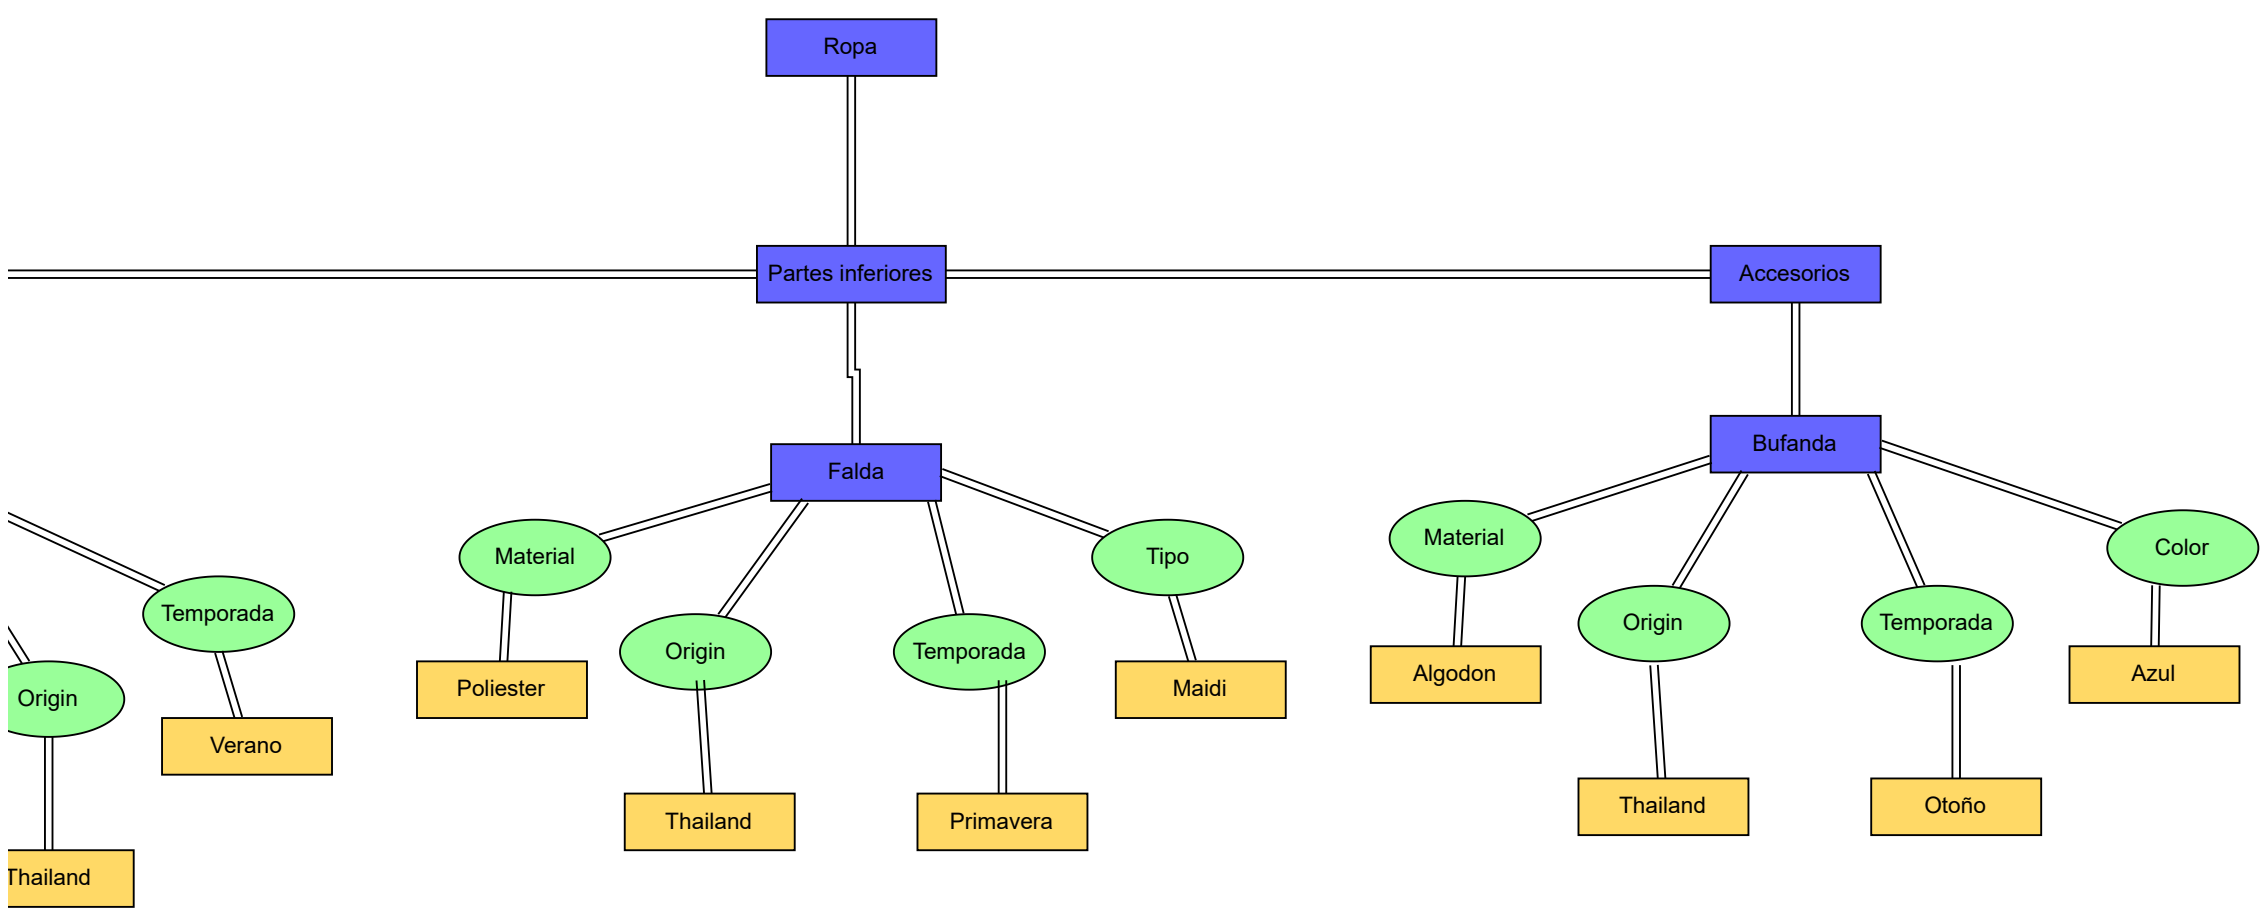 Ropa
Partes inferiores
Accesorios
Falda
Bufanda
Material
Origin
Temporada
Tipo
Material
Origin
Temporada
Color
Temporada
Origin
Poliester
Thailand
Primavera
Maidi
Algodon
Thailand
Otoño
Azul
Verano
Thailand